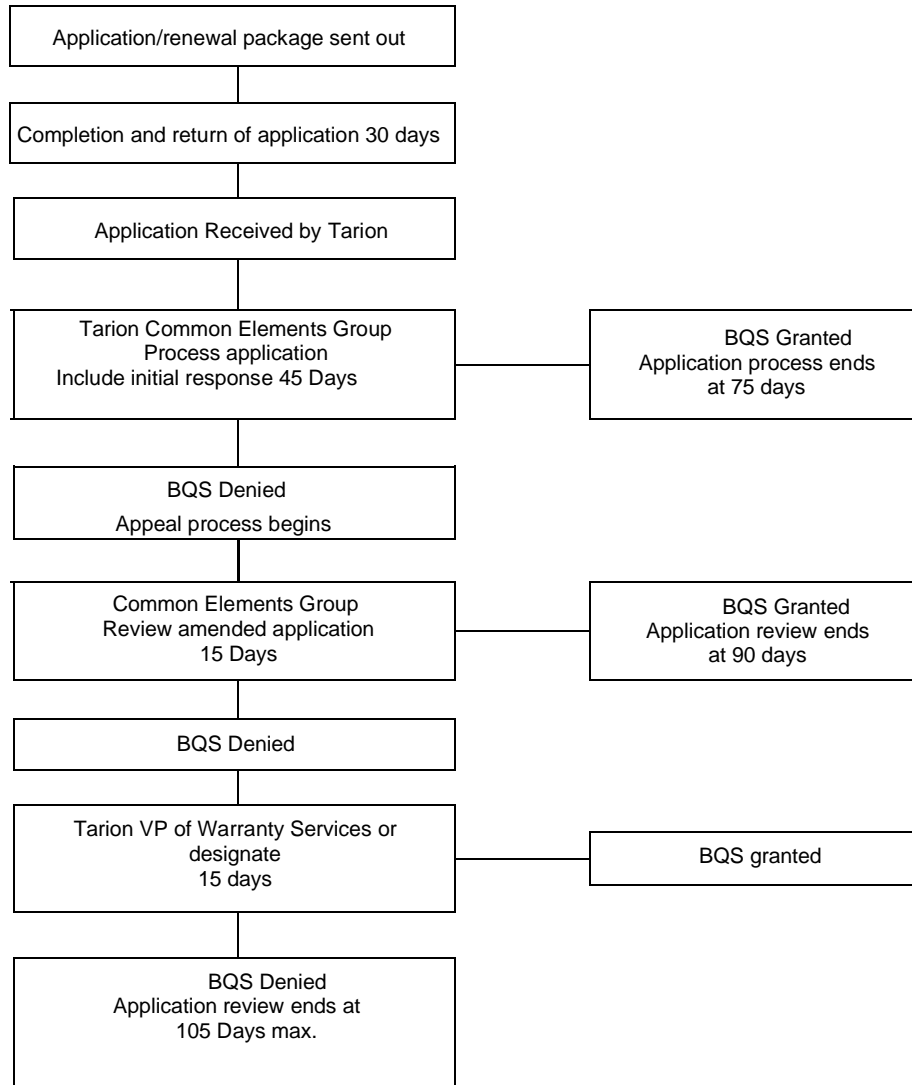 Application/renewal package sent out
Completion and return of application 30 days
Application Received by Tarion
Tarion Common Elements Group
Process application
Include initial response 45 Days
BQS Granted
Application process ends
at 75 days
BQS Denied
Appeal process begins
Common Elements Group
Review amended application
15 Days
BQS Granted
Application review ends
at 90 days
BQS Denied
Tarion VP of Warranty Services or
designate
15 days
BQS granted
BQS Denied
Application review ends at
105 Days max.